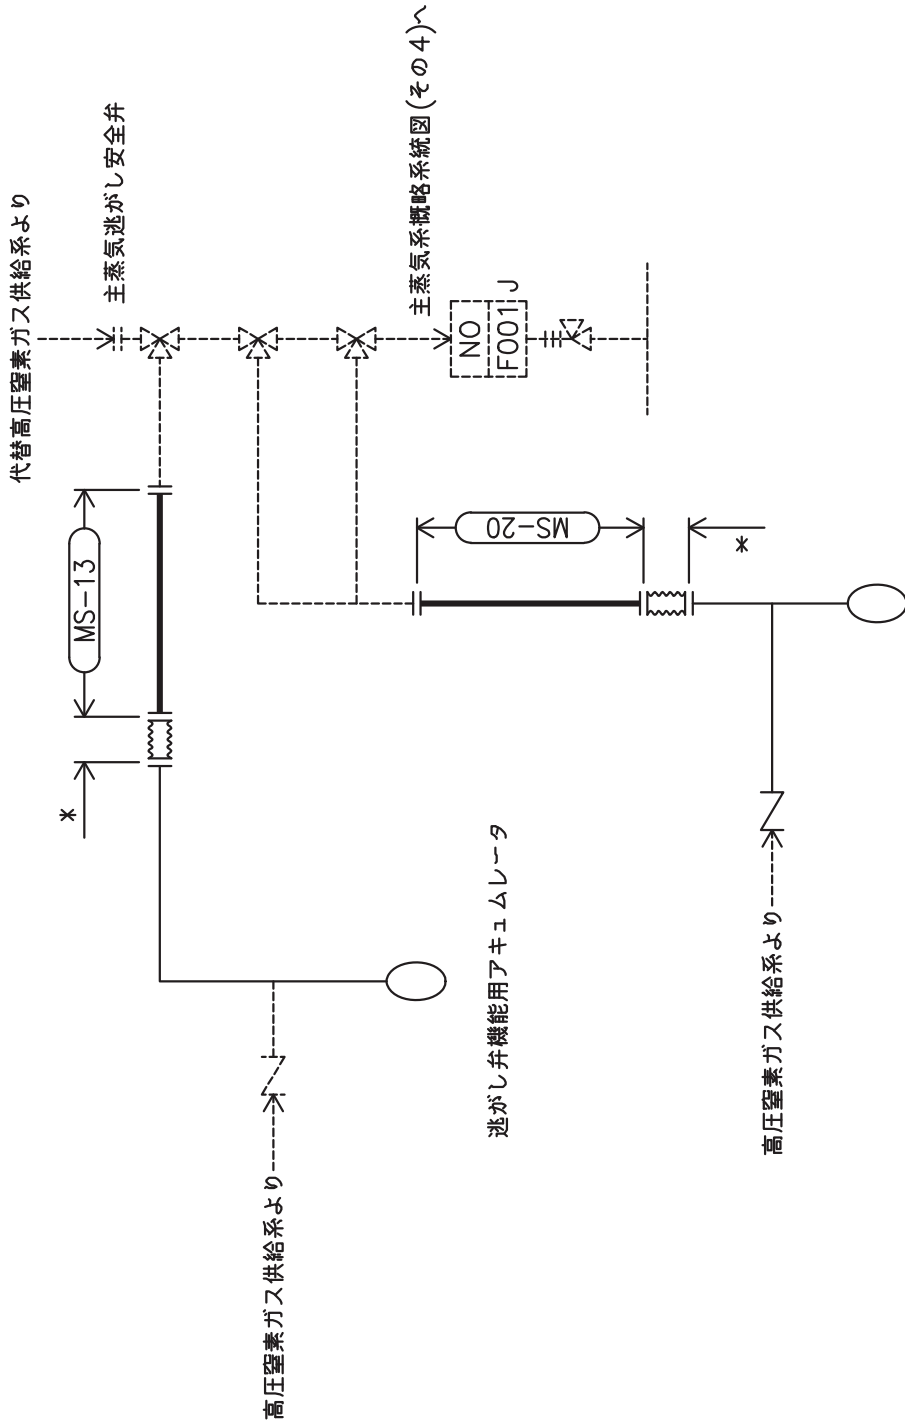 代替高圧窒素ガス供給系より
主蒸気逃がし安全弁
主蒸気系概略系統図(その4)へ
NO
F001J
MS-13
*
MS-20
*
逃がし弁機能用アキュムレータ
高圧窒素ガス供給系より
高圧窒素ガス供給系より